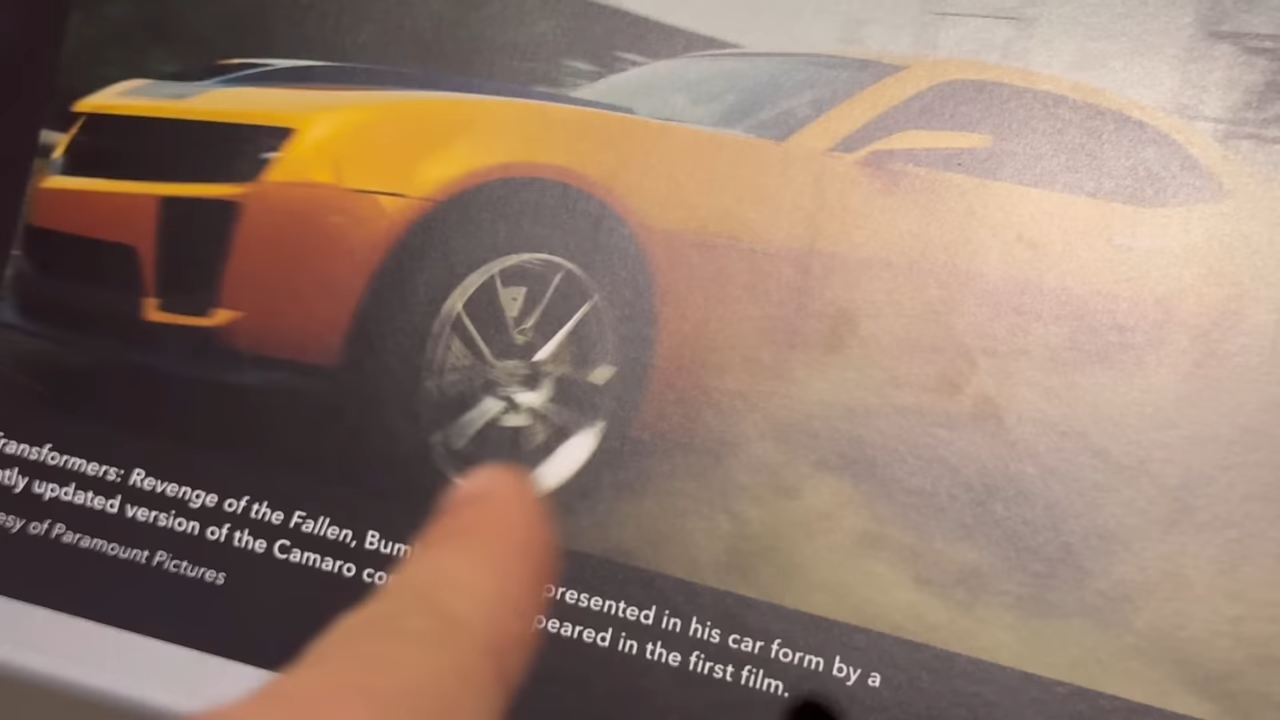 Transformers: Revenge of the Fallen, Bum presented in his car form by a
tly updated version of the Camaro co peared in the first film.
esy of Paramount Pictures